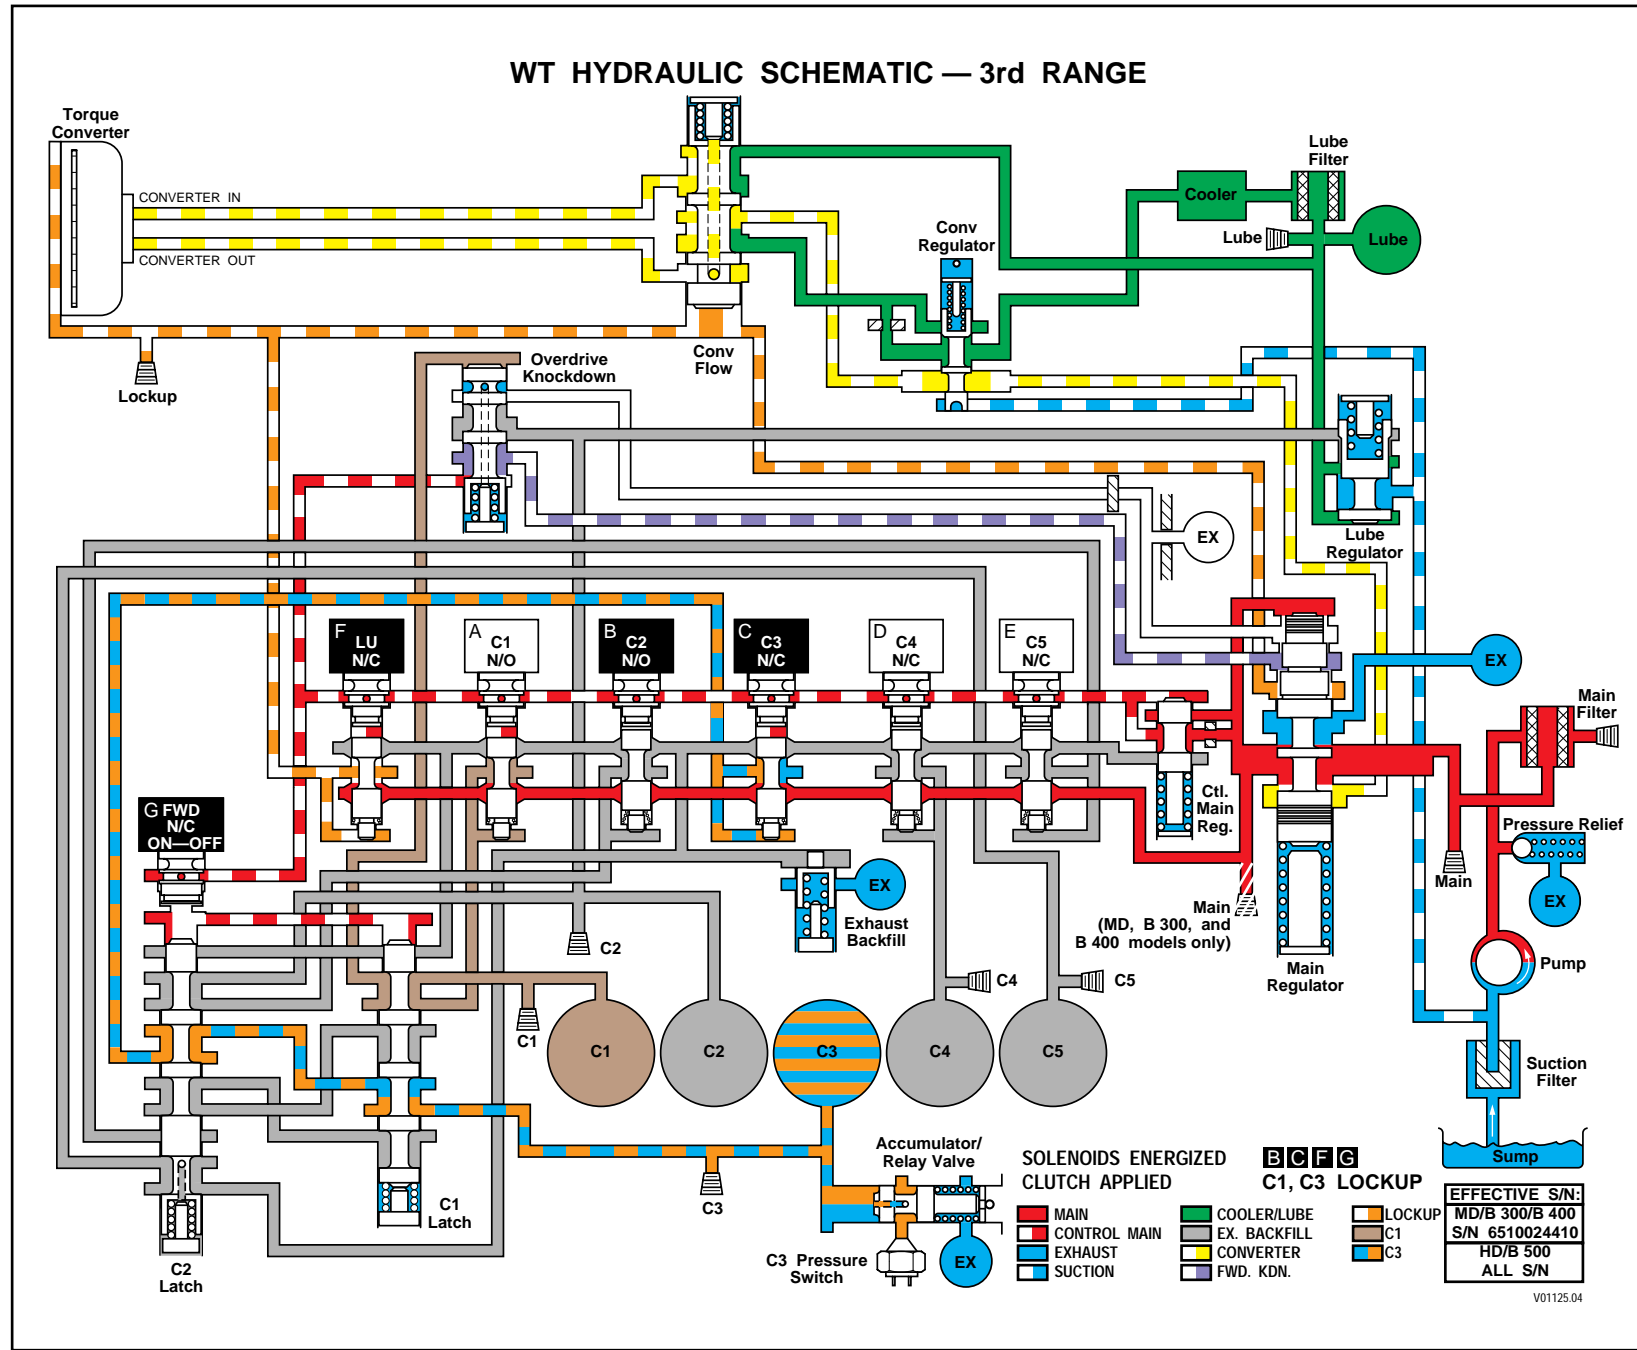 WT HYDRAULIC SCHEMATIC — 3rd RANGE
Torque
Converter
CONVERTER IN
CONVERTER OUT
Lockup
Conv
Flow
Overdrive
Knockdown
Conv
Regulator
Cooler
Lube
Filter
Lube
Lube
Lube
Regulator
EX
F
LU
N/C
A
C1
N/O
B
C2
N/O
C
C3
N/C
D
C4
N/C
E
C5
N/C
G FWD
N/C
ON—OFF
Ctl.
Main
Reg.
EX
Main
Filter
Pressure Relief
EX
Main
Main
(MD, B 300, and
B 400 models only)
Main
Regulator
Pump
Suction
Filter
Sump
EX
Exhaust
Backfill
C2
C1
C4
C5
C1
C2
C3
C4
C5
C3
C1
Latch
C2
Latch
Accumulator/
Relay Valve
C3 Pressure
Switch
EX
SOLENOIDS ENERGIZED B C F G
CLUTCH APPLIED C1, C3 LOCKUP
MAIN
CONTROL MAIN
EXHAUST
SUCTION
COOLER/LUBE
EX. BACKFILL
CONVERTER
FWD. KDN.
LOCKUP
C1
C3
EFFECTIVE S/N:
MD/B 300/B 400
S/N 6510024410
HD/B 500
ALL S/N
V01125.04